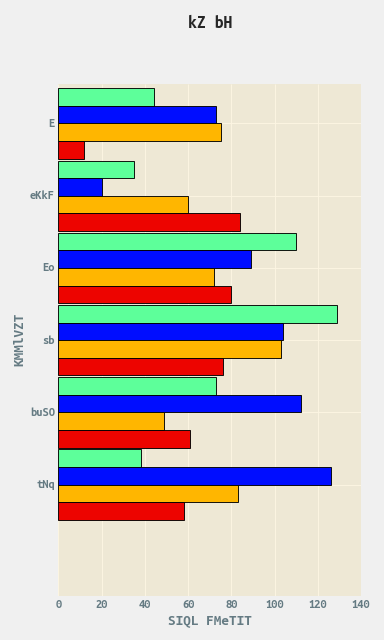 kZ bH
E
eKkF
Eo
sb
buSO
tNq
KMMlVZT
0 20 40 60 80 100 120 140
SIQL FMeTIT